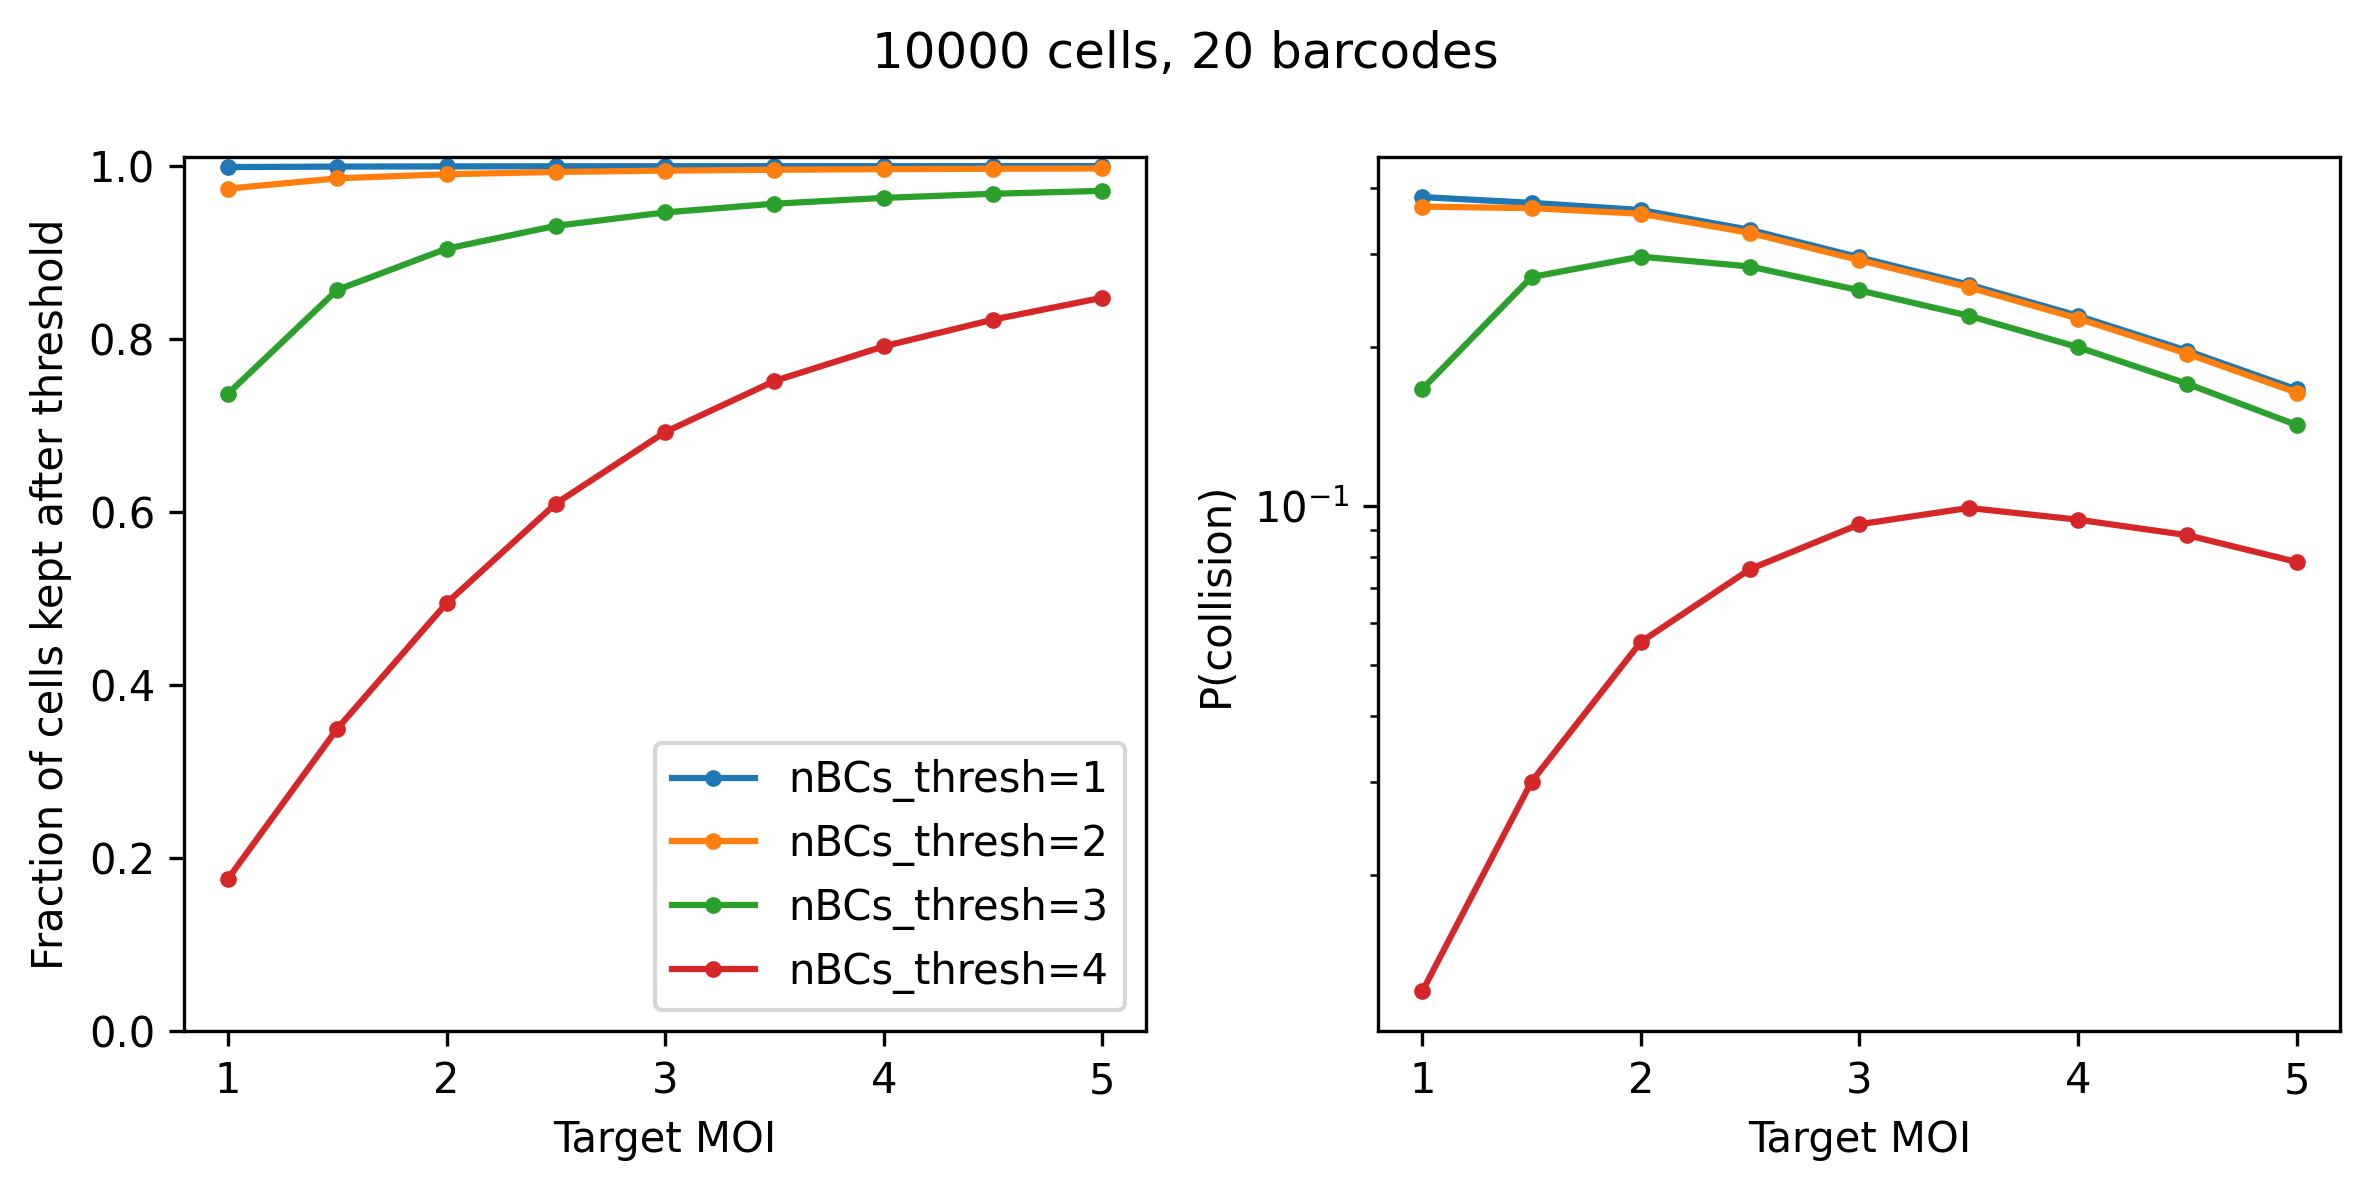 10000 cells, 20 barcodes
Fraction of cells kept after threshold
1.0
0.8
0.6
0.4
0.2
0.0
1 2 3 4 5
Target MOI
nBCs_thresh=1
nBCs_thresh=2
nBCs_thresh=3
nBCs_thresh=4
P(collision)
10⁻¹
1 2 3 4 5
Target MOI